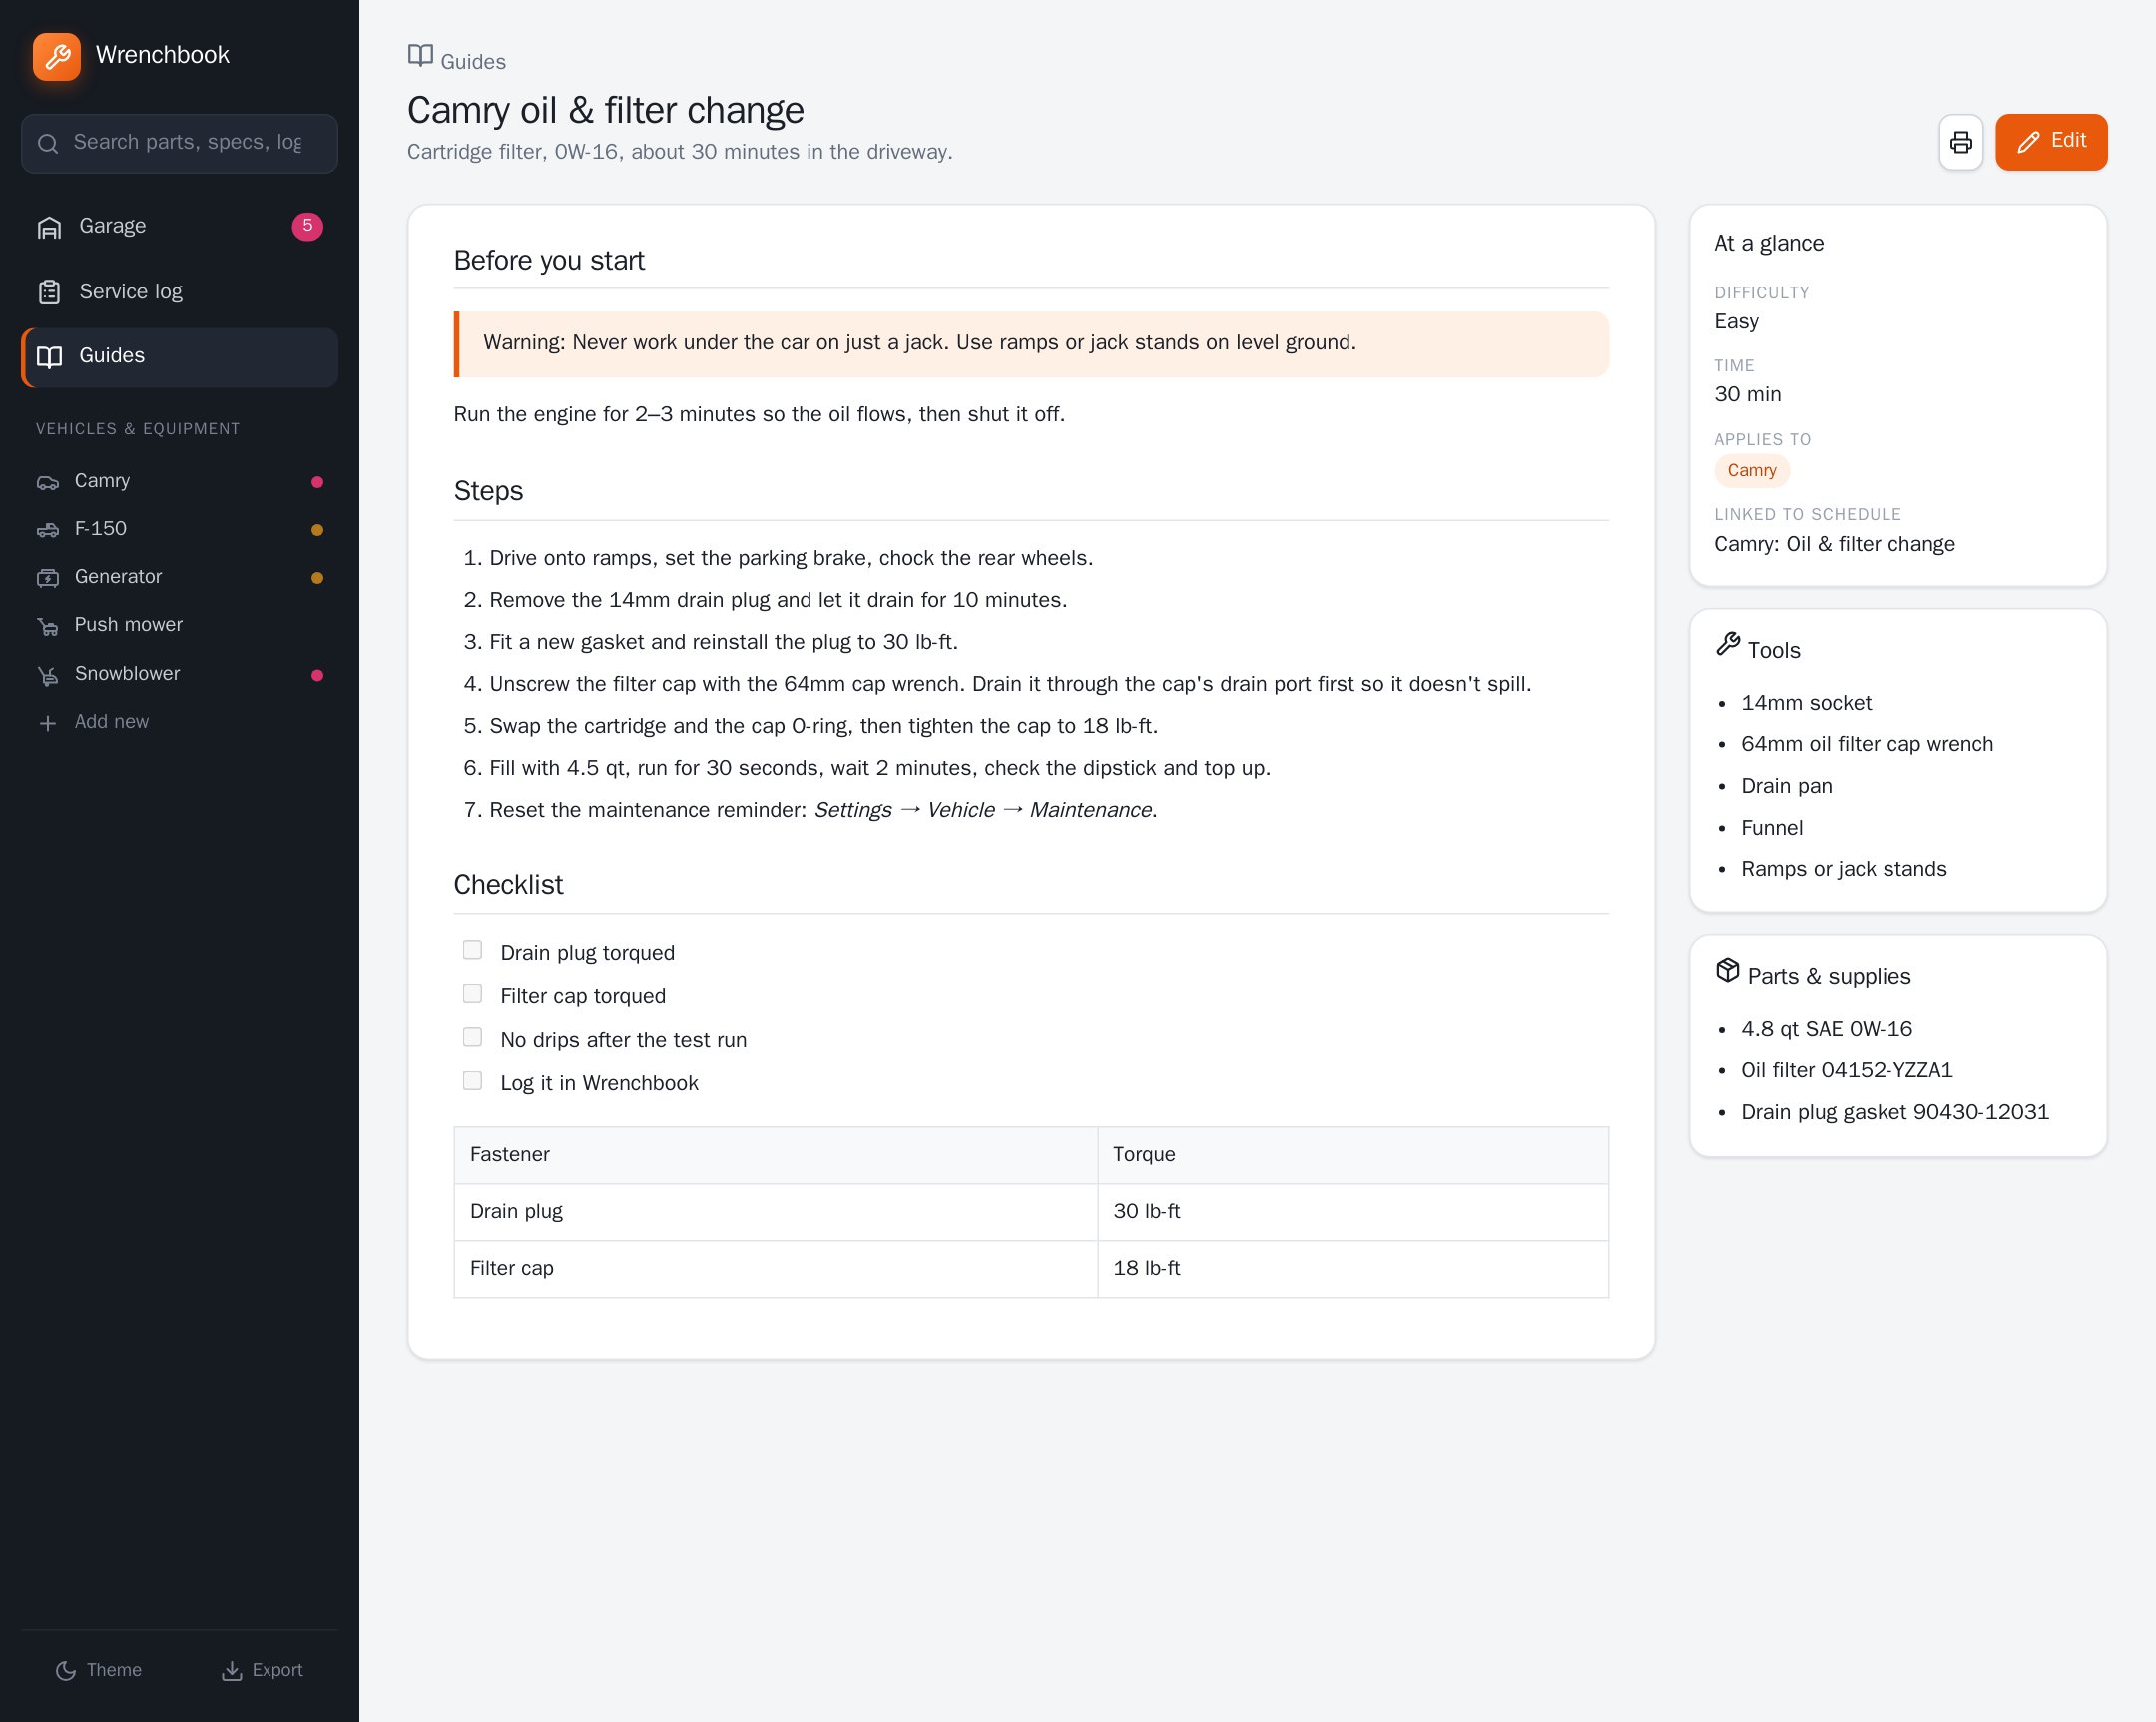 Wrenchbook
Search parts, specs, log
Garage
5
Service log
Guides
VEHICLES & EQUIPMENT
Camry
F-150
Generator
Push mower
Snowblower
Add new
Theme
Export
Guides
Camry oil & filter change
Cartridge filter, 0W-16, about 30 minutes in the driveway.
Edit
Before you start
Warning: Never work under the car on just a jack. Use ramps or jack stands on level ground.
Run the engine for 2–3 minutes so the oil flows, then shut it off.
Steps
1. Drive onto ramps, set the parking brake, chock the rear wheels.
2. Remove the 14mm drain plug and let it drain for 10 minutes.
3. Fit a new gasket and reinstall the plug to 30 lb-ft.
4. Unscrew the filter cap with the 64mm cap wrench. Drain it through the cap's drain port first so it doesn't spill.
5. Swap the cartridge and the cap O-ring, then tighten the cap to 18 lb-ft.
6. Fill with 4.5 qt, run for 30 seconds, wait 2 minutes, check the dipstick and top up.
7. Reset the maintenance reminder: Settings → Vehicle → Maintenance.
Checklist
Drain plug torqued
Filter cap torqued
No drips after the test run
Log it in Wrenchbook
Fastener Torque
Drain plug 30 lb-ft
Filter cap 18 lb-ft
At a glance
DIFFICULTY
Easy
TIME
30 min
APPLIES TO
Camry
LINKED TO SCHEDULE
Camry: Oil & filter change
Tools
• 14mm socket
• 64mm oil filter cap wrench
• Drain pan
• Funnel
• Ramps or jack stands
Parts & supplies
• 4.8 qt SAE 0W-16
• Oil filter 04152-YZZA1
• Drain plug gasket 90430-12031